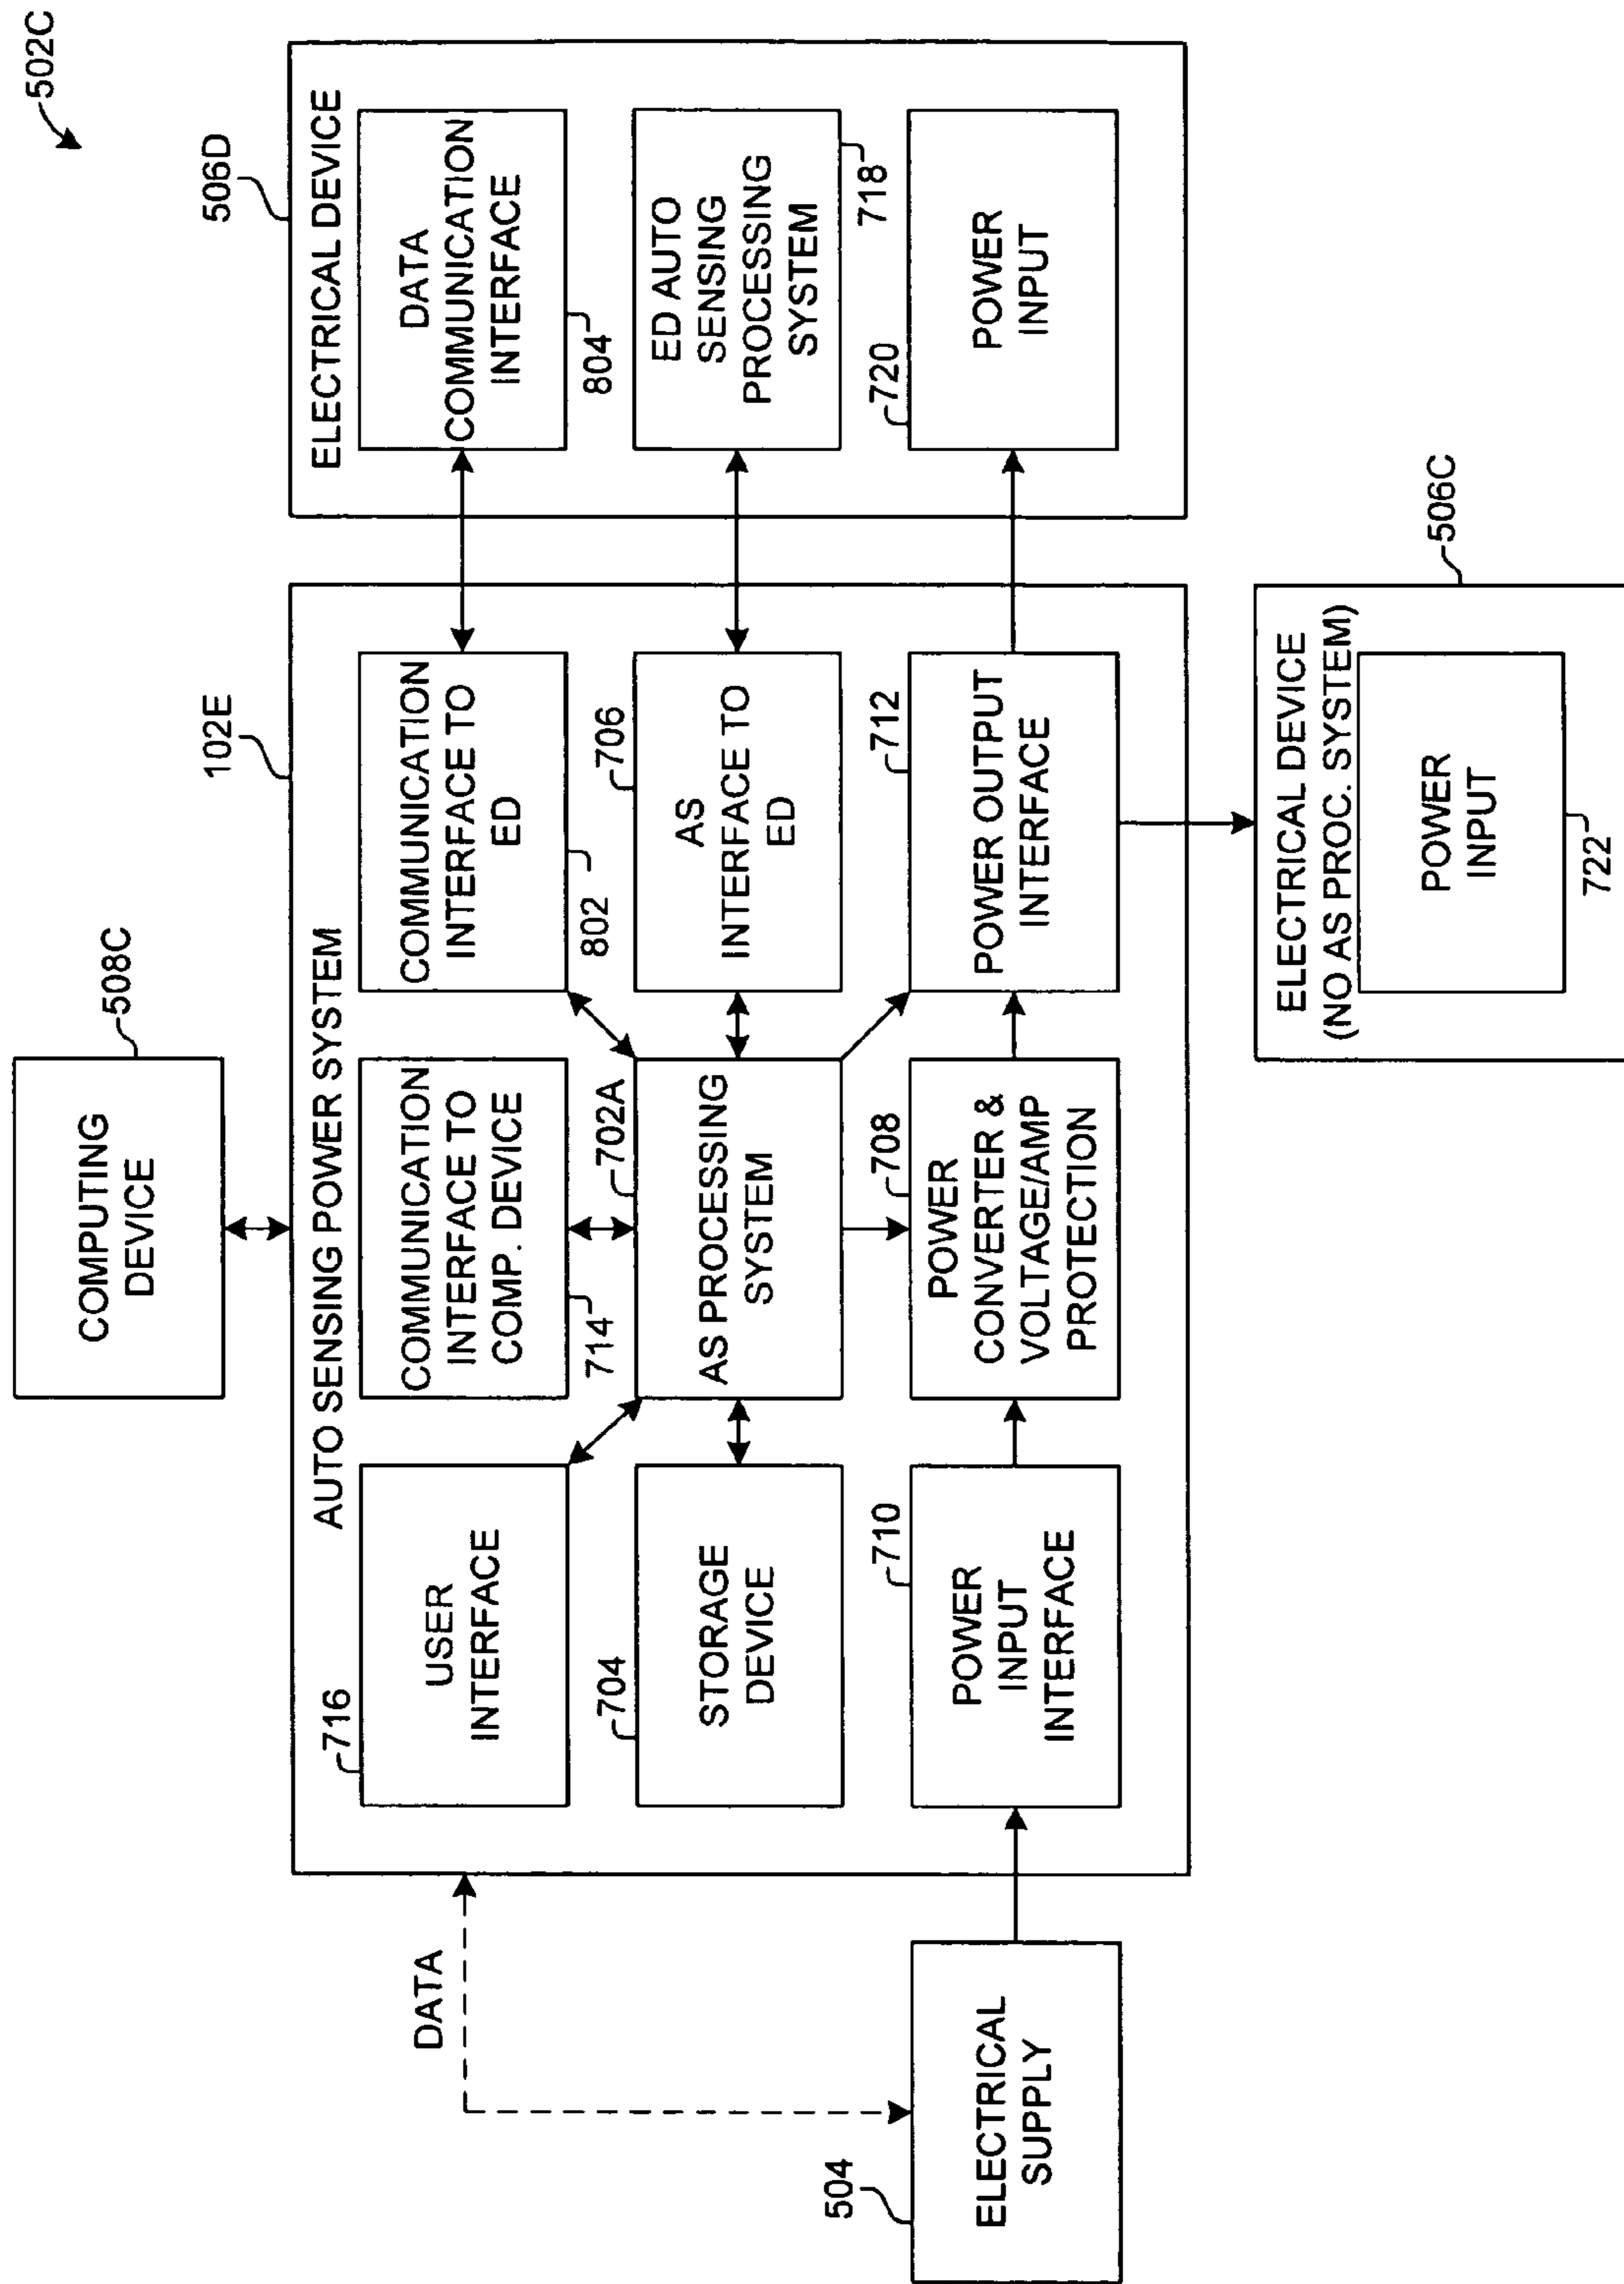 502C
COMPUTING
DEVICE
508C
102E
506D
AUTO SENSING POWER SYSTEM
ELECTRICAL DEVICE
DATA
716
USER
INTERFACE
COMMUNICATION
INTERFACE TO
COMP. DEVICE
714
COMMUNICATION
INTERFACE TO
ED
802
DATA
COMMUNICATION
INTERFACE
804
704
STORAGE
DEVICE
702A
AS PROCESSING
SYSTEM
706
AS
INTERFACE TO
ED
ED AUTO
SENSING
PROCESSING
SYSTEM
718
504
ELECTRICAL
SUPPLY
710
POWER
INPUT
INTERFACE
708
POWER
CONVERTER &
VOLTAGE/AMP
PROTECTION
712
POWER OUTPUT
INTERFACE
720
POWER
INPUT
ELECTRICAL DEVICE
(NO AS PROC. SYSTEM)
506C
POWER
INPUT
722